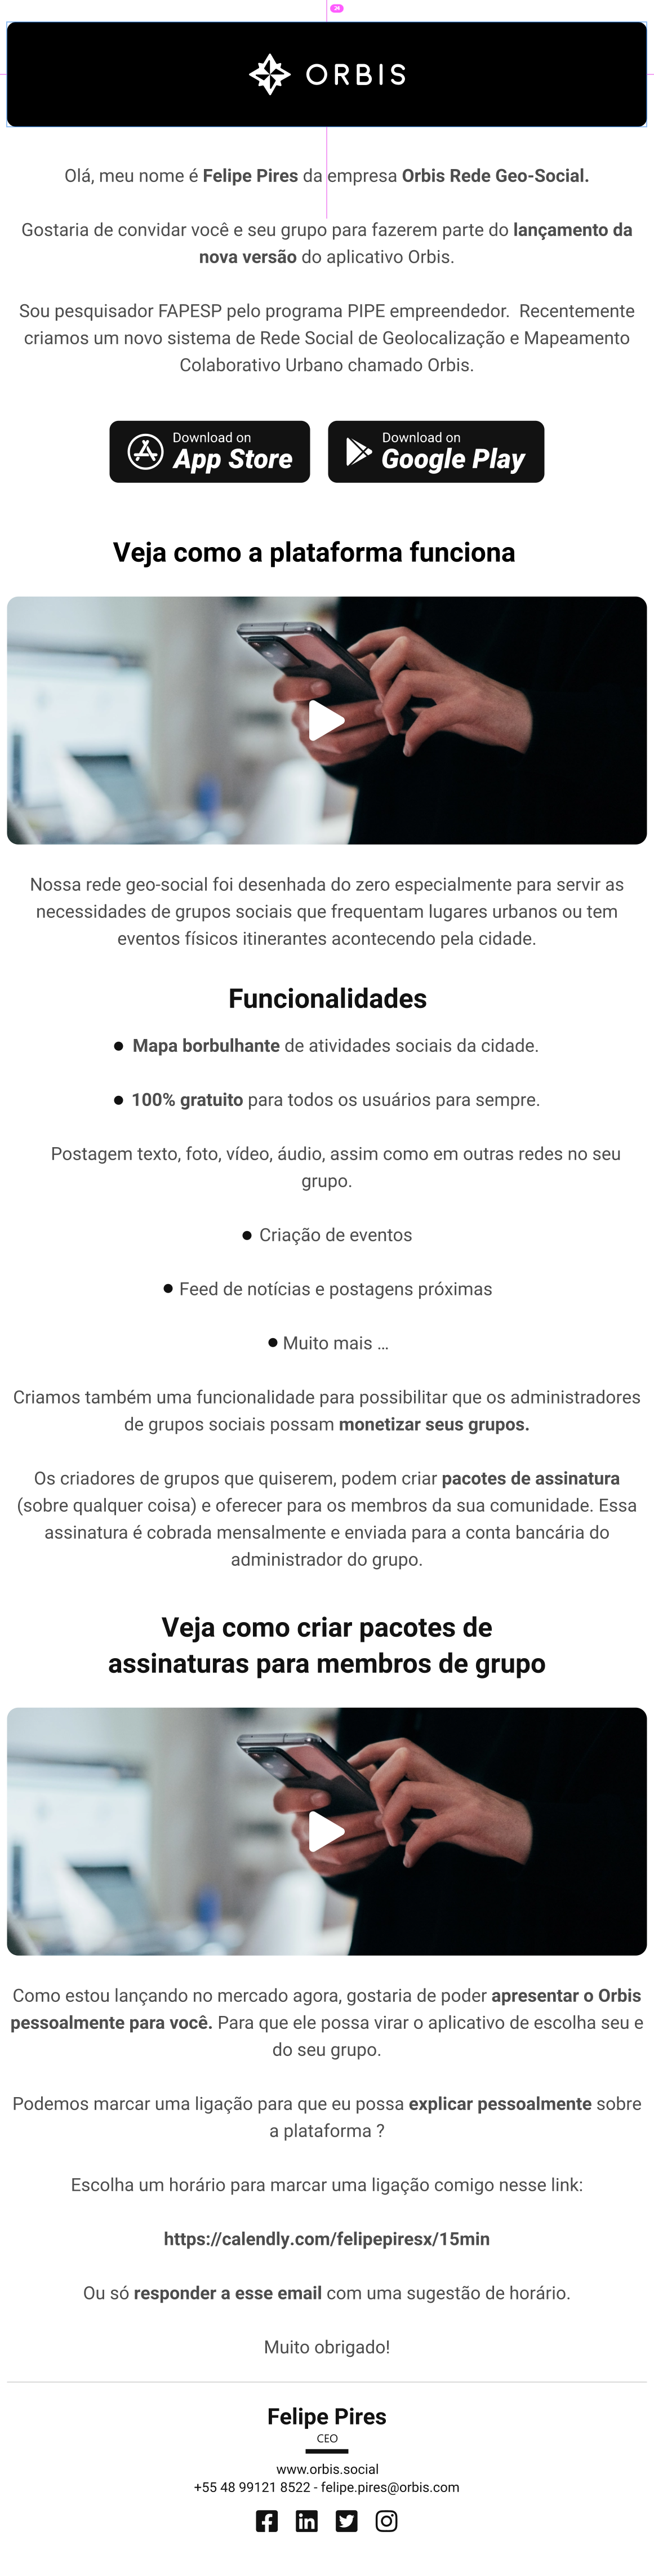 ORBIS
Olá, meu nome é Felipe Pires da empresa Orbis Rede Geo-Social.
Gostaria de convidar você e seu grupo para fazerem parte do lançamento da
nova versão do aplicativo Orbis.
Sou pesquisador FAPESP pelo programa PIPE empreendedor.  Recentemente
criamos um novo sistema de Rede Social de Geolocalização e Mapeamento
Colaborativo Urbano chamado Orbis.
Download on
App Store
Download on
Google Play
Veja como a plataforma funciona
Nossa rede geo-social foi desenhada do zero especialmente para servir as
necessidades de grupos sociais que frequentam lugares urbanos ou tem
eventos físicos itinerantes acontecendo pela cidade.
Funcionalidades
● Mapa borbulhante de atividades sociais da cidade.
● 100% gratuito para todos os usuários para sempre.
Postagem texto, foto, vídeo, áudio, assim como em outras redes no seu
grupo.
● Criação de eventos
● Feed de notícias e postagens próximas
● Muito mais ...
Criamos também uma funcionalidade para possibilitar que os administradores
de grupos sociais possam monetizar seus grupos.
Os criadores de grupos que quiserem, podem criar pacotes de assinatura
(sobre qualquer coisa) e oferecer para os membros da sua comunidade. Essa
assinatura é cobrada mensalmente e enviada para a conta bancária do
administrador do grupo.
Veja como criar pacotes de
assinaturas para membros de grupo
Como estou lançando no mercado agora, gostaria de poder apresentar o Orbis
pessoalmente para você. Para que ele possa virar o aplicativo de escolha seu e
do seu grupo.
Podemos marcar uma ligação para que eu possa explicar pessoalmente sobre
a plataforma ?
Escolha um horário para marcar uma ligação comigo nesse link:
https://calendly.com/felipepiresx/15min
Ou só responder a esse email com uma sugestão de horário.
Muito obrigado!
Felipe Pires
CEO
www.orbis.social
+55 48 99121 8522 - felipe.pires@orbis.com